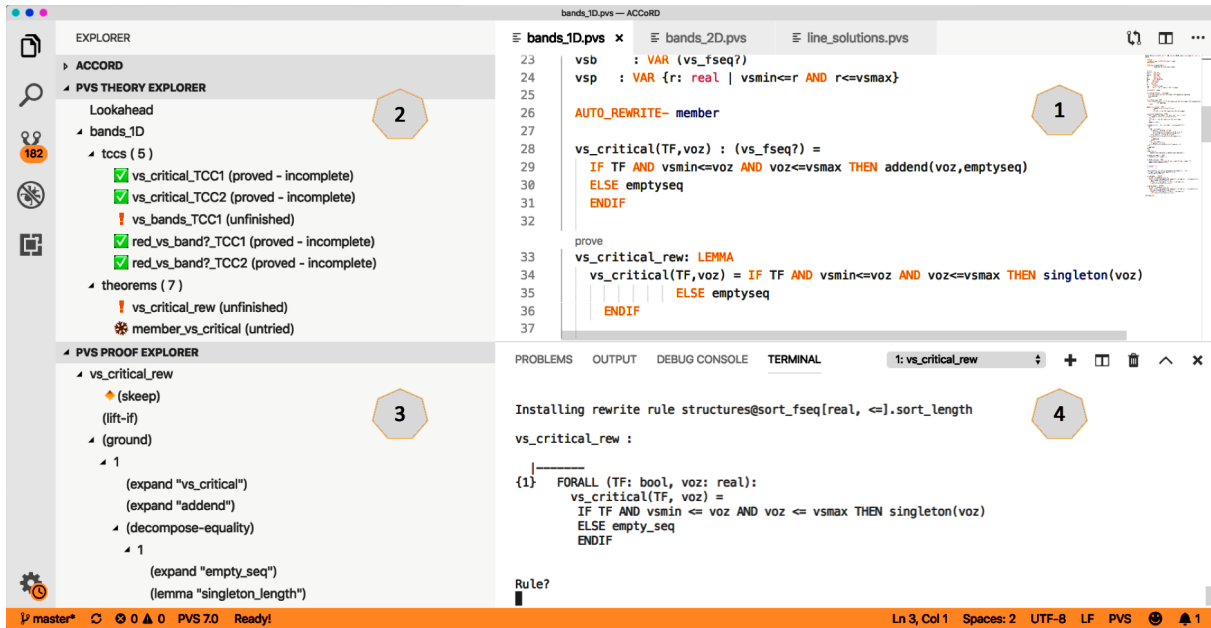 bands_1D.pvs — ACCoRD
EXPLORER
ACCORD
PVS THEORY EXPLORER
Lookahead
bands_1D
tccs ( 5 )
vs_critical_TCC1 (proved - incomplete)
vs_critical_TCC2 (proved - incomplete)
vs_bands_TCC1 (unfinished)
red_vs_band?_TCC1 (proved - incomplete)
red_vs_band?_TCC2 (proved - incomplete)
theorems ( 7 )
vs_critical_rew (unfinished)
member_vs_critical (untried)
2
182
PVS PROOF EXPLORER
vs_critical_rew
(skeep)
(lift-if)
(ground)
1
(expand "vs_critical")
(expand "addend")
(decompose-equality)
1
(expand "empty_seq")
(lemma "singleton_length")
3
bands_1D.pvs × bands_2D.pvs line_solutions.pvs
23 vsb : VAR (vs_fseq?)
24 vsp : VAR {r: real | vsmin<=r AND r<=vsmax}
25
26 AUTO_REWRITE- member
27
28 vs_critical(TF,voz) : (vs_fseq?) =
29 IF TF AND vsmin<=voz AND voz<=vsmax THEN addend(voz,emptyseq)
30 ELSE emptyseq
31 ENDIF
32
prove
33 vs_critical_rew: LEMMA
34 vs_critical(TF,voz) = IF TF AND vsmin<=voz AND voz<=vsmax THEN singleton(voz)
35 ELSE emptyseq
36 ENDIF
37
1
PROBLEMS OUTPUT DEBUG CONSOLE TERMINAL 1: vs_critical_rew
Installing rewrite rule structures@sort_fseq[real, <=].sort_length
vs_critical_rew :
|-------
{1} FORALL (TF: bool, voz: real):
vs_critical(TF, voz) =
IF TF AND vsmin <= voz AND voz <= vsmax THEN singleton(voz)
ELSE empty_seq
ENDIF
Rule?
4
master* 0 0 PVS 7.0 Ready! Ln 3, Col 1 Spaces: 2 UTF-8 LF PVS 1